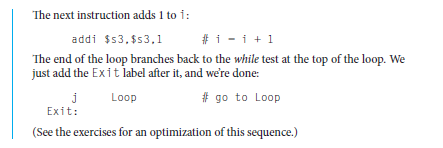 The next instruction adds 1 to i:
addi $s3,$s3,1 # i – i + 1
The end of the loop branches back to the while test at the top of the loop. We
just add the Exit label after it, and we're done:
j Loop # go to Loop
Exit:
(See the exercises for an optimization of this sequence.)